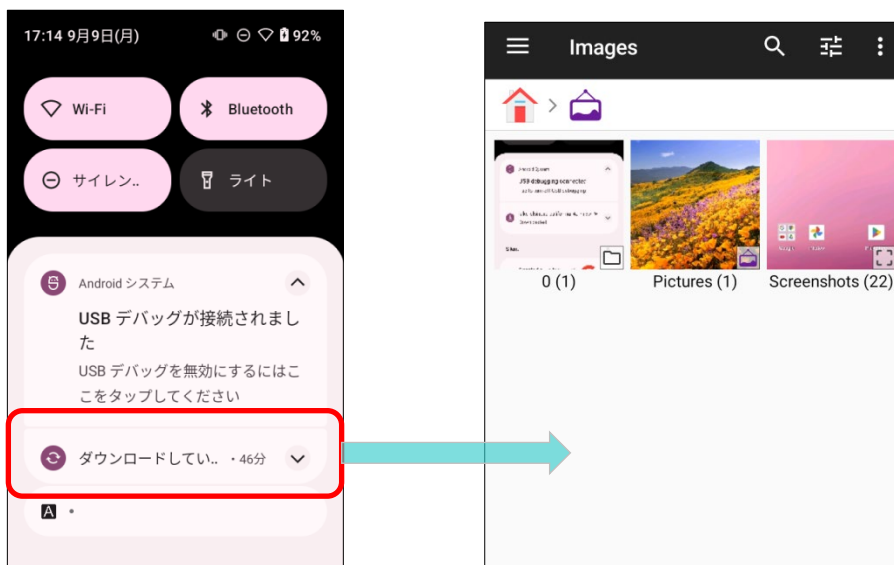 17:14 9月9日(月)
92%
Wi-Fi
Bluetooth
サイレン..
ライト
Android システム
USB デバッグが接続されまし
た
USB デバッグを無効にするにはこ
こをタップしてください
ダウンロードしてい.. ・46分
A ・
Images
USB debugging connected
0 (1)
Pictures (1)
Screenshots (22)